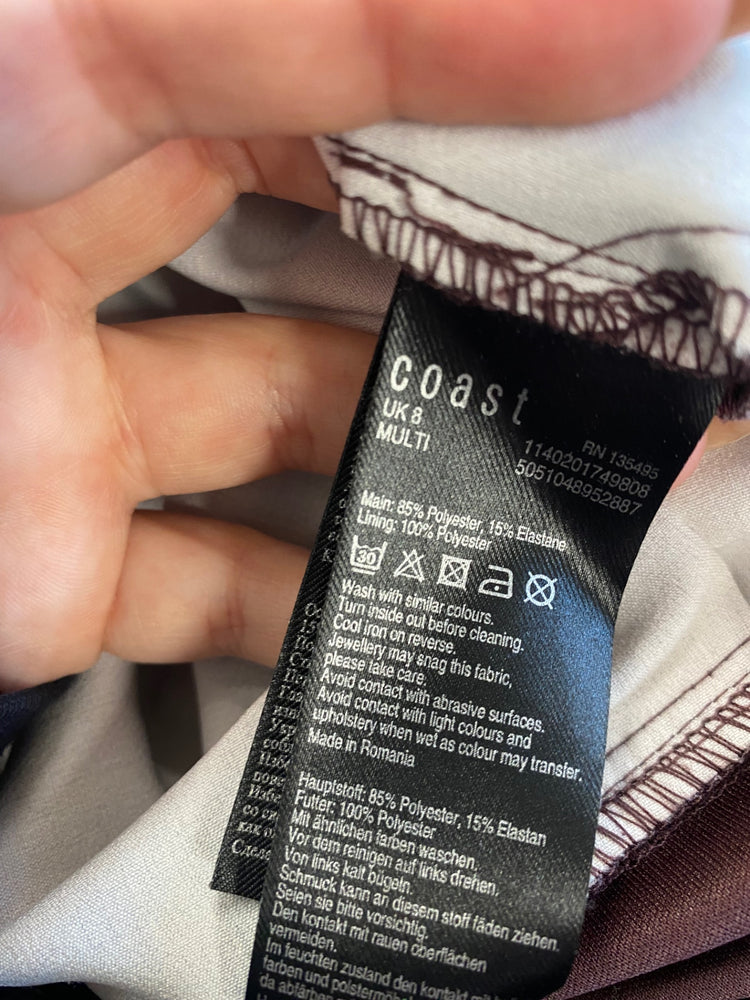 coast
UK 8
MULTI
RN 135495
1140201749808
5051048952887
Main: 85% Polyester, 15% Elastane
Lining: 100% Polyester
30
Wash with similar colours.
Turn inside out before cleaning.
Cool iron on reverse.
Jewellery may snag this fabric,
please take care.
Avoid contact with abrasive surfaces.
Avoid contact with light colours and
upholstery when wet as colour may transfer.
Made in Romania
Hauptstoff: 85% Polyester, 15% Elastan
Futter: 100% Polyester
Mit ähnlichen farben waschen.
Vor dem reinigen auf links drehen.
Von links kalt bügeln.
Schmuck kann an diesem stoff fäden ziehen.
Seien sie bitte vorsichtig.
Den kontakt mit rauen oberflächen
vermeiden.
Im feuchten zustand den kontakt mit
farben und
da